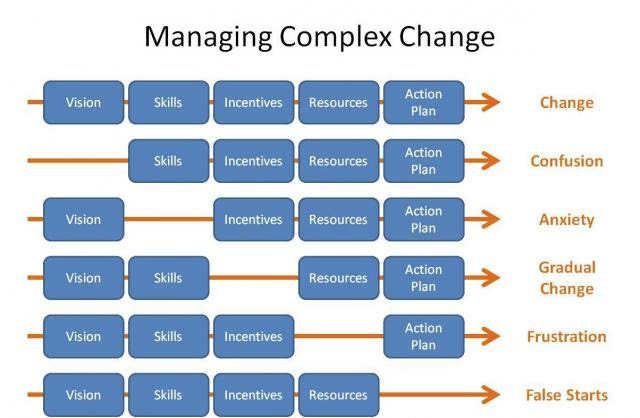 Managing Complex Change
Vision Skills Incentives Resources Action Plan Change
Skills Incentives Resources Action Plan Confusion
Vision Incentives Resources Action Plan Anxiety
Vision Skills Resources Action Plan Gradual Change
Vision Skills Incentives Action Plan Frustration
Vision Skills Incentives Resources False Starts